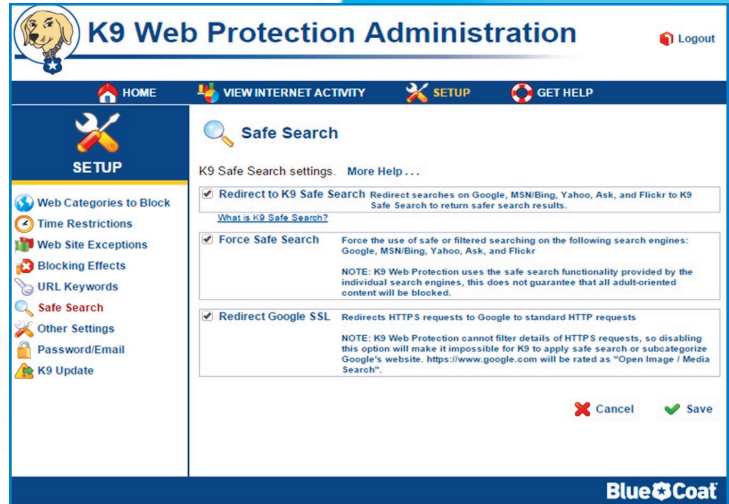 K9 Web Protection Administration
Logout
HOME
VIEW INTERNET ACTIVITY
SETUP
GET HELP
SETUP
Web Categories to Block
Time Restrictions
Web Site Exceptions
Blocking Effects
URL Keywords
Safe Search
Other Settings
Password/Email
K9 Update
Safe Search
K9 Safe Search settings. More Help . . .
Redirect to K9 Safe Search Redirect searches on Google, MSN/Bing, Yahoo, Ask, and Flickr to K9
Safe Search to return safer search results.
What is K9 Safe Search?
Force Safe Search Force the use of safe or filtered searching on the following search engines:
Google, MSN/Bing, Yahoo, Ask, and Flickr
NOTE: K9 Web Protection uses the safe search functionality provided by the
individual search engines, this does not guarantee that all adult-oriented
content will be blocked.
Redirect Google SSL Redirects HTTPS requests to Google to standard HTTP requests
NOTE: K9 Web Protection cannot filter details of HTTPS requests, so disabling
this option will make it impossible for K9 to apply safe search or subcategorize
Google's website. https://www.google.com will be rated as "Open Image / Media
Search".
Cancel
Save
Blue Coat